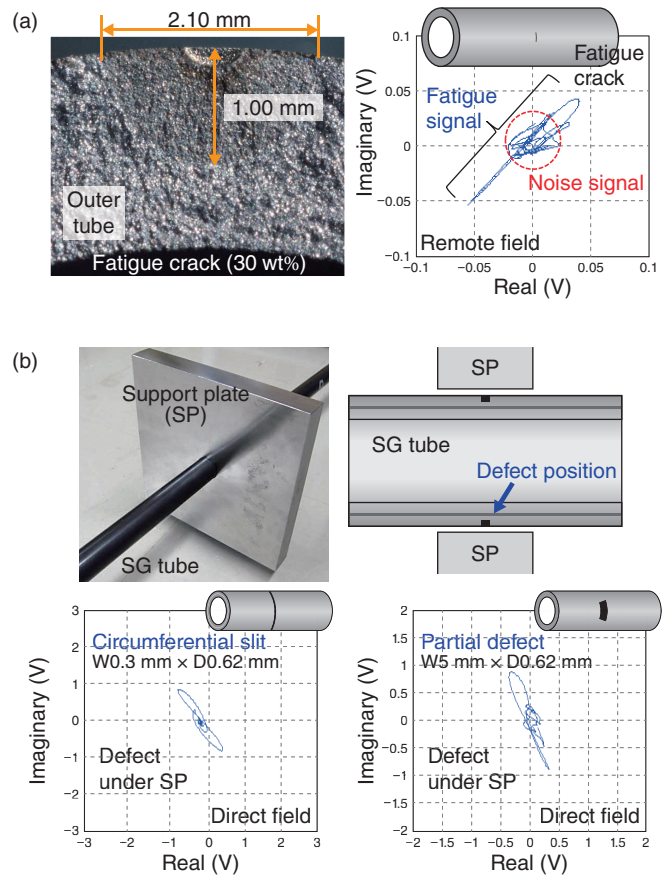 (a)
2.10 mm
1.00 mm
Outer
tube
Fatigue crack (30 wt%)
0.1
0.05
0
−0.05
−0.1
Imaginary (V)
Fatigue
crack
Fatigue
signal
Noise signal
Remote field
−0.1
−0.05
0
0.05
0.1
Real (V)
(b)
Support plate
(SP)
SG tube
SP
SG tube
Defect position
SP
3
2
1
0
−1
−2
−3
Imaginary (V)
Circumferential slit
W0.3 mm × D0.62 mm
Defect
under SP
Direct field
−3
−2
−1
0
1
2
3
Real (V)
2
1.5
1
0.5
0
−0.5
−1
−1.5
−2
Imaginary (V)
Partial defect
W5 mm × D0.62 mm
Defect
under SP
Direct field
−2
−1.5
−1
−0.5
0
0.5
1
1.5
2
Real (V)